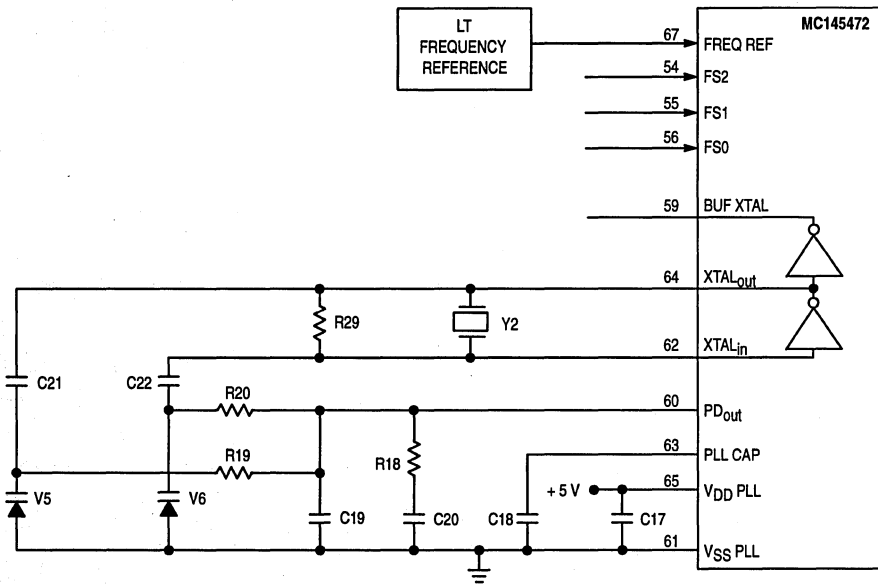 MC145472
LT
FREQUENCY
REFERENCE
67
FREQ REF
54
FS2
55
FS1
56
FS0
59
BUF XTAL
64
XTALout
R29
Y2
62
XTALin
C21
C22
R20
60
PDout
R19
R18
63
PLL CAP
65
+ 5 V
VDD PLL
V5
V6
C19
C20
C18
C17
61
VSS PLL